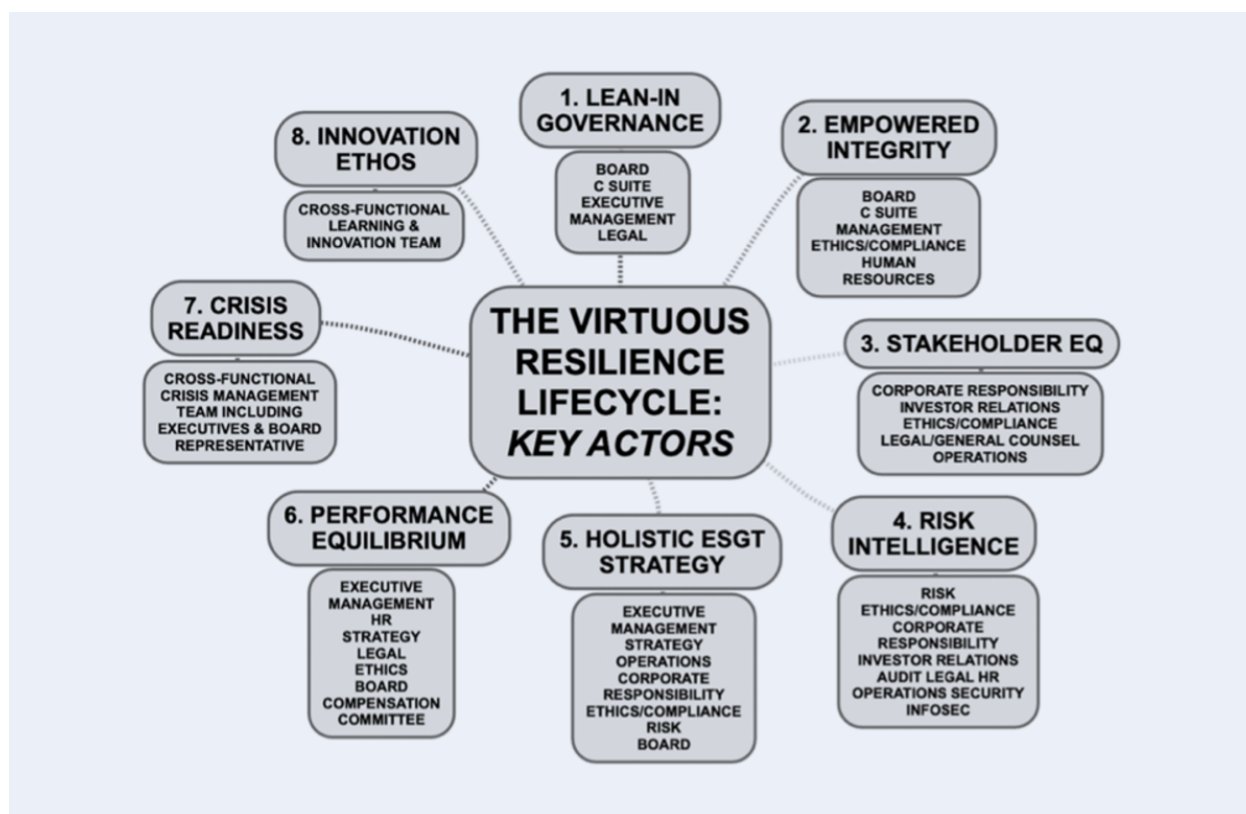 THE VIRTUOUS
RESILIENCE
LIFECYCLE:
KEY ACTORS
1. LEAN-IN
GOVERNANCE
BOARD
C SUITE
EXECUTIVE
MANAGEMENT
LEGAL
2. EMPOWERED
INTEGRITY
BOARD
C SUITE
MANAGEMENT
ETHICS/COMPLIANCE
HUMAN
RESOURCES
3. STAKEHOLDER EQ
CORPORATE RESPONSIBILITY
INVESTOR RELATIONS
ETHICS/COMPLIANCE
LEGAL/GENERAL COUNSEL
OPERATIONS
4. RISK
INTELLIGENCE
RISK
ETHICS/COMPLIANCE
CORPORATE
RESPONSIBILITY
INVESTOR RELATIONS
AUDIT LEGAL HR
OPERATIONS SECURITY
INFOSEC
5. HOLISTIC ESGT
STRATEGY
EXECUTIVE
MANAGEMENT
STRATEGY
OPERATIONS
CORPORATE
RESPONSIBILITY
ETHICS/COMPLIANCE
RISK
BOARD
6. PERFORMANCE
EQUILIBRIUM
EXECUTIVE
MANAGEMENT
HR
STRATEGY
LEGAL
ETHICS
BOARD
COMPENSATION
COMMITTEE
7. CRISIS
READINESS
CROSS-FUNCTIONAL
CRISIS MANAGEMENT
TEAM INCLUDING
EXECUTIVES & BOARD
REPRESENTATIVE
8. INNOVATION
ETHOS
CROSS-FUNCTIONAL
LEARNING &
INNOVATION TEAM